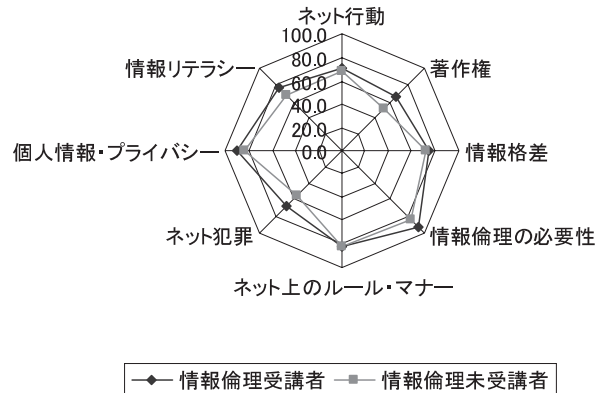 ネット行動
100.0
80.0
60.0
40.0
20.0
0.0
著作権
情報格差
情報倫理の必要性
ネット上のルール・マナー
ネット犯罪
個人情報・プライバシー
情報リテラシー
情報倫理受講者
情報倫理未受講者